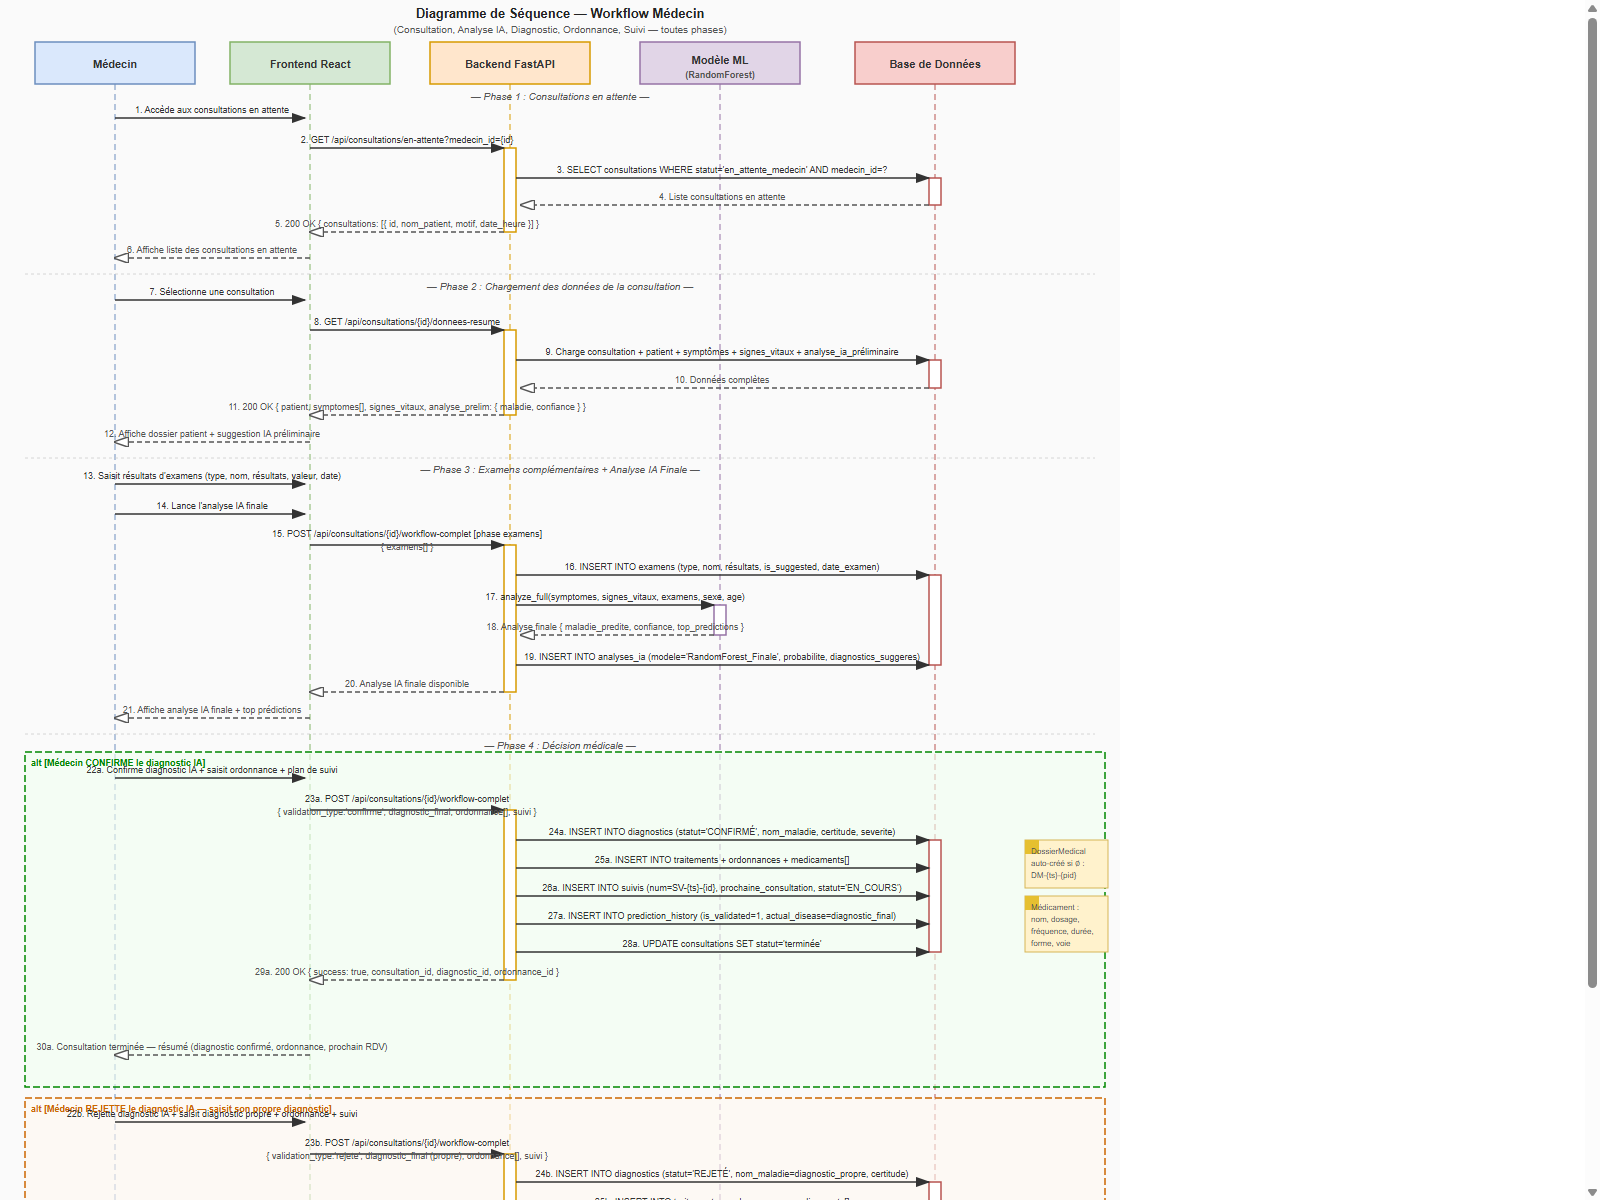 Diagramme de Séquence — Workflow Médecin
(Consultation, Analyse IA, Diagnostic, Ordonnance, Suivi — toutes phases)
Médecin
Frontend React
Backend FastAPI
Modèle ML
(RandomForest)
Base de Données
— Phase 1 : Consultations en attente —
1. Accède aux consultations en attente
2. GET /api/consultations/en-attente?medecin_id={id}
3. SELECT consultations WHERE statut='en_attente_medecin' AND medecin_id=?
4. Liste consultations en attente
5. 200 OK { consultations: [{ id, nom_patient, motif, date_heure }] }
6. Affiche liste des consultations en attente
— Phase 2 : Chargement des données de la consultation —
7. Sélectionne une consultation
8. GET /api/consultations/{id}/donnees-resume
9. Charge consultation + patient + symptômes + signes_vitaux + analyse_ia_préliminaire
10. Données complètes
11. 200 OK { patient, symptomes[], signes_vitaux, analyse_prelim: { maladie, confiance } }
12. Affiche dossier patient + suggestion IA préliminaire
— Phase 3 : Examens complémentaires + Analyse IA Finale —
13. Saisit résultats d'examens (type, nom, résultats, valeur, date)
14. Lance l'analyse IA finale
15. POST /api/consultations/{id}/workflow-complet [phase examens]
{ examens[] }
16. INSERT INTO examens (type, nom, résultats, is_suggested, date_examen)
17. analyze_full(symptomes, signes_vitaux, examens, sexe, age)
18. Analyse finale { maladie_predite, confiance, top_predictions }
19. INSERT INTO analyses_ia (modele='RandomForest_Finale', probabilite, diagnostics_suggeres)
20. Analyse IA finale disponible
21. Affiche analyse IA finale + top prédictions
— Phase 4 : Décision médicale —
alt [Médecin CONFIRME le diagnostic IA]
22a. Confirme diagnostic IA + saisit ordonnance + plan de suivi
23a. POST /api/consultations/{id}/workflow-complet
{ validation_type:'confirme', diagnostic_final, ordonnance[], suivi }
24a. INSERT INTO diagnostics (statut='CONFIRMÉ', nom_maladie, certitude, severite)
DossierMedical
auto-créé si ∅ :
DM-{ts}-{pid}
25a. INSERT INTO traitements + ordonnances + medicaments[]
26a. INSERT INTO suivis (num=SV-{ts}-{id}, prochaine_consultation, statut='EN_COURS')
Médicament :
nom, dosage,
fréquence, durée,
forme, voie
27a. INSERT INTO prediction_history (is_validated=1, actual_disease=diagnostic_final)
28a. UPDATE consultations SET statut='terminée'
29a. 200 OK { success: true, consultation_id, diagnostic_id, ordonnance_id }
30a. Consultation terminée — résumé (diagnostic confirmé, ordonnance, prochain RDV)
alt [Médecin REJETTE le diagnostic IA — saisit son propre diagnostic]
22b. Rejette diagnostic IA + saisit diagnostic propre + ordonnance + suivi
23b. POST /api/consultations/{id}/workflow-complet
{ validation_type:'rejete', diagnostic_final (propre), ordonnance[], suivi }
24b. INSERT INTO diagnostics (statut='REJETÉ', nom_maladie=diagnostic_propre, certitude)